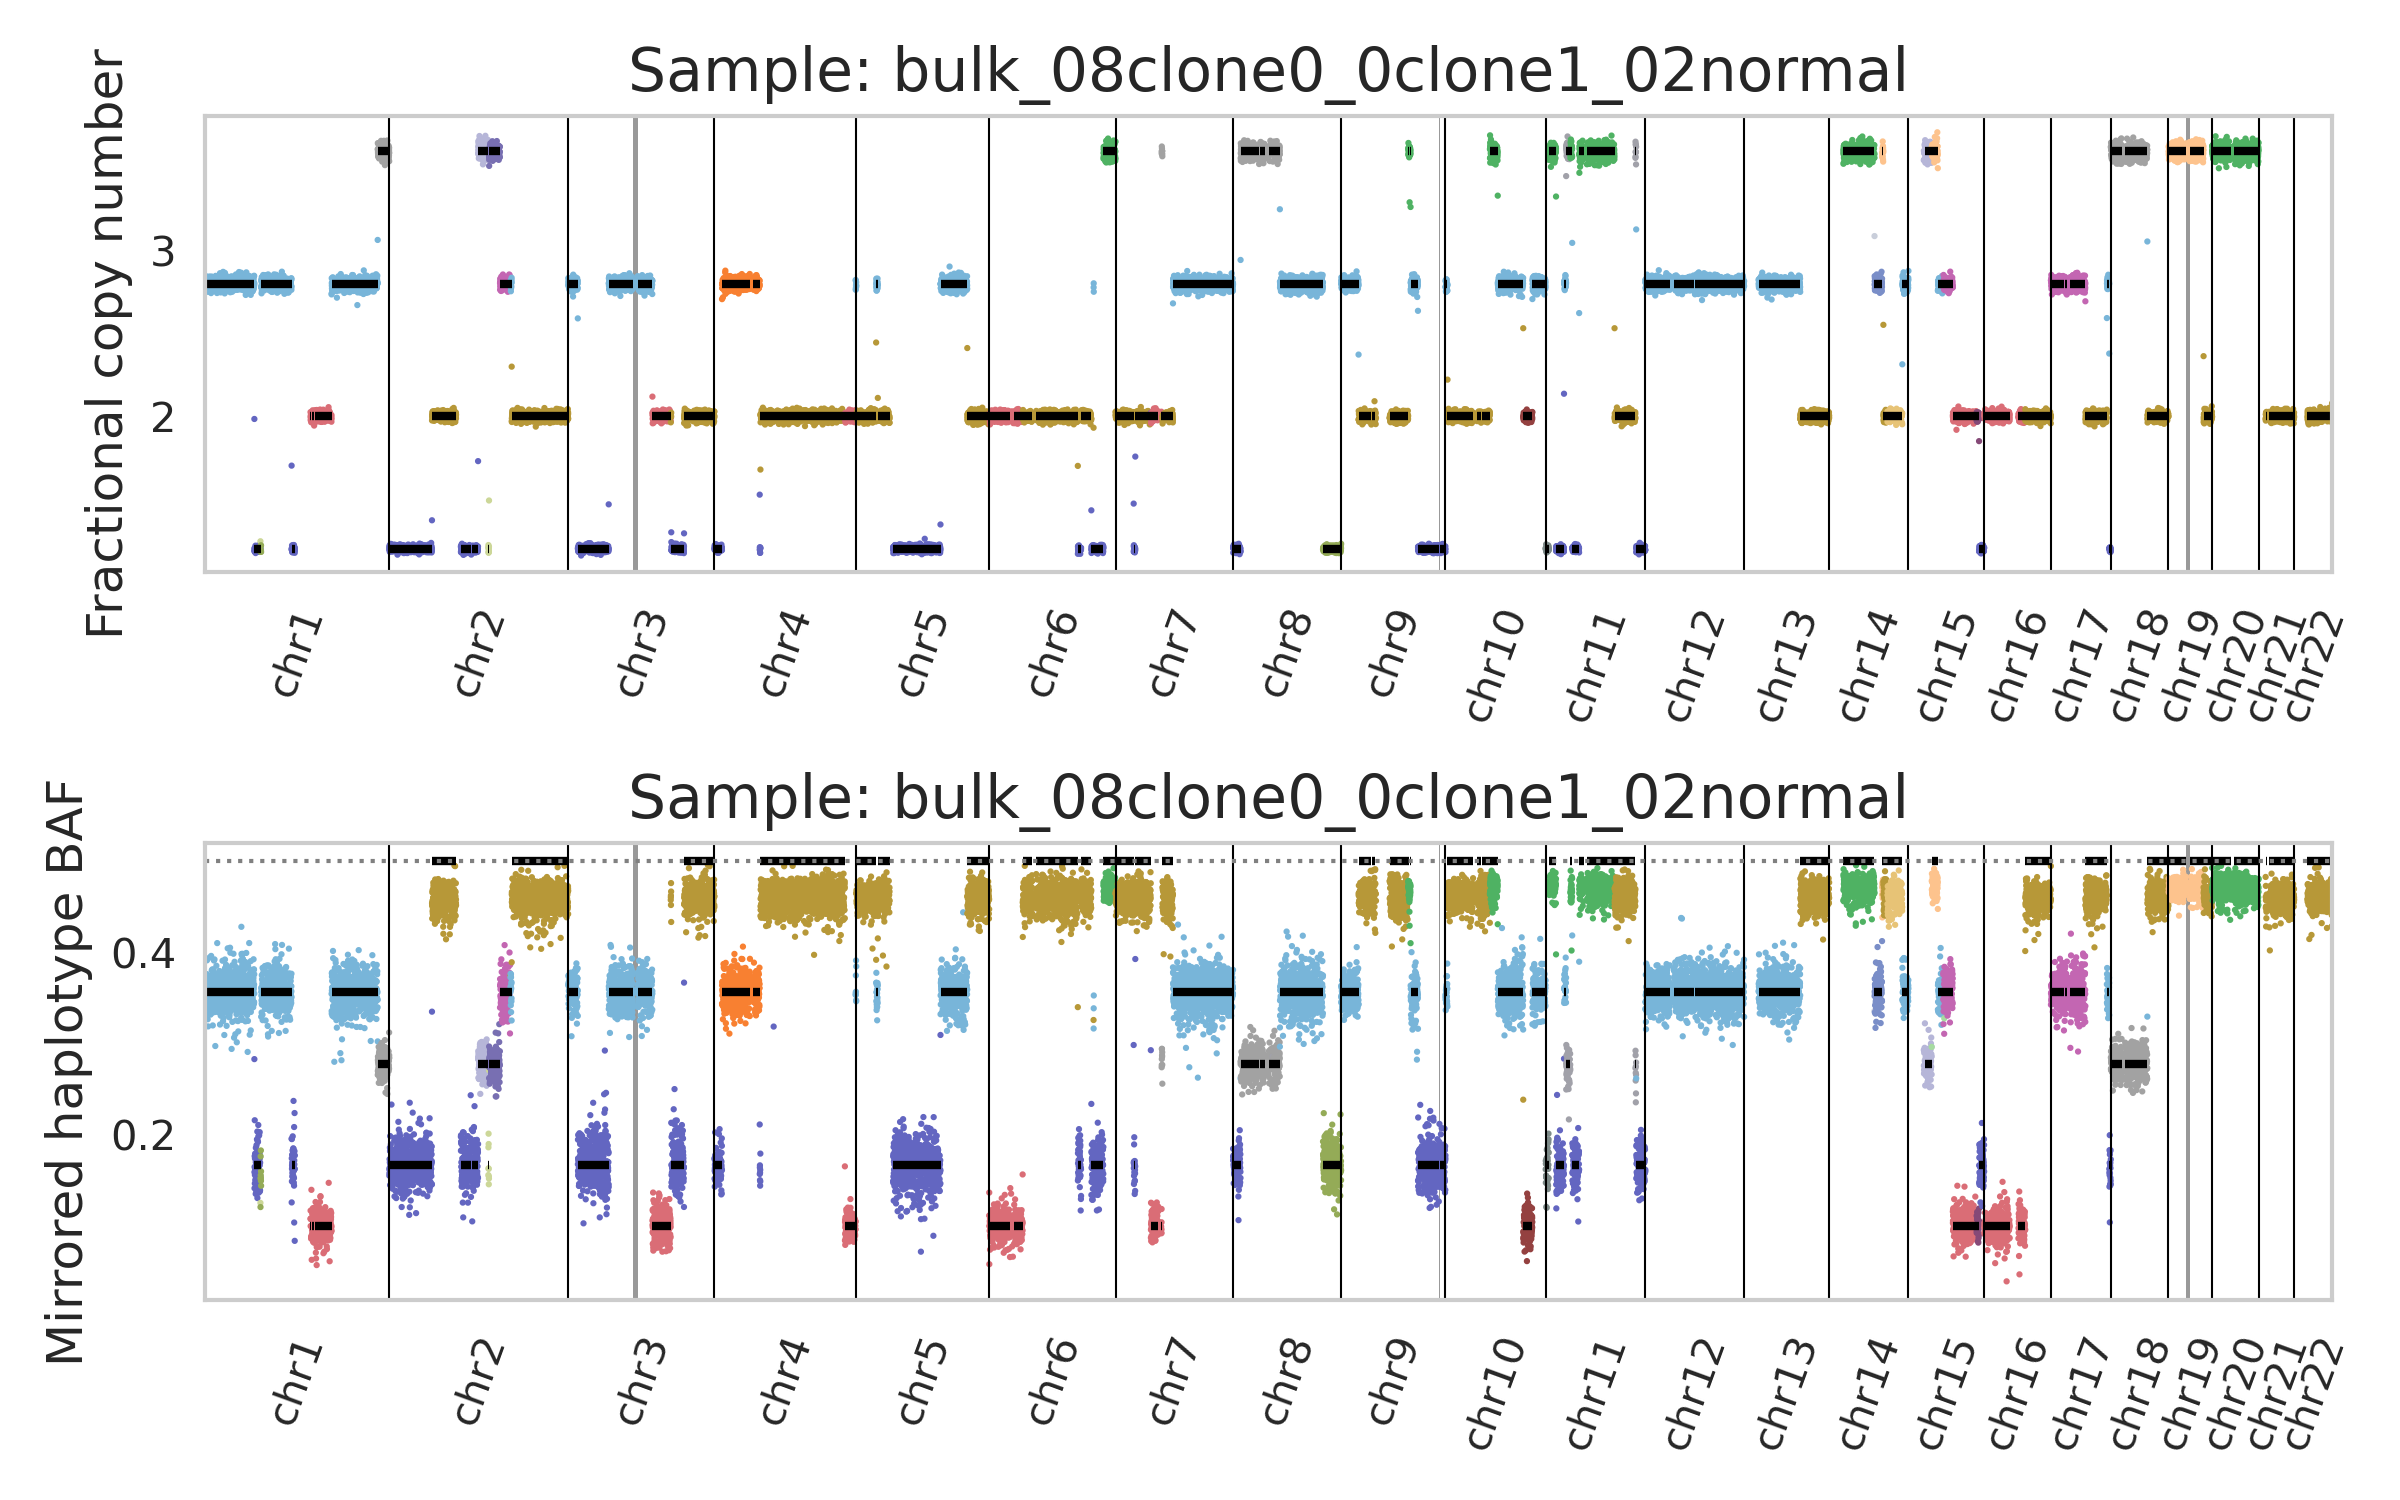 Sample: bulk_08clone0_0clone1_02normal
Fractional copy number
3
2
chr1
chr2
chr3
chr4
chr5
chr6
chr7
chr8
chr9
chr10
chr11
chr12
chr13
chr14
chr15
chr16
chr17
chr18
chr19
chr20
chr21
chr22
Sample: bulk_08clone0_0clone1_02normal
Mirrored haplotype BAF
0.4
0.2
chr1
chr2
chr3
chr4
chr5
chr6
chr7
chr8
chr9
chr10
chr11
chr12
chr13
chr14
chr15
chr16
chr17
chr18
chr19
chr20
chr21
chr22